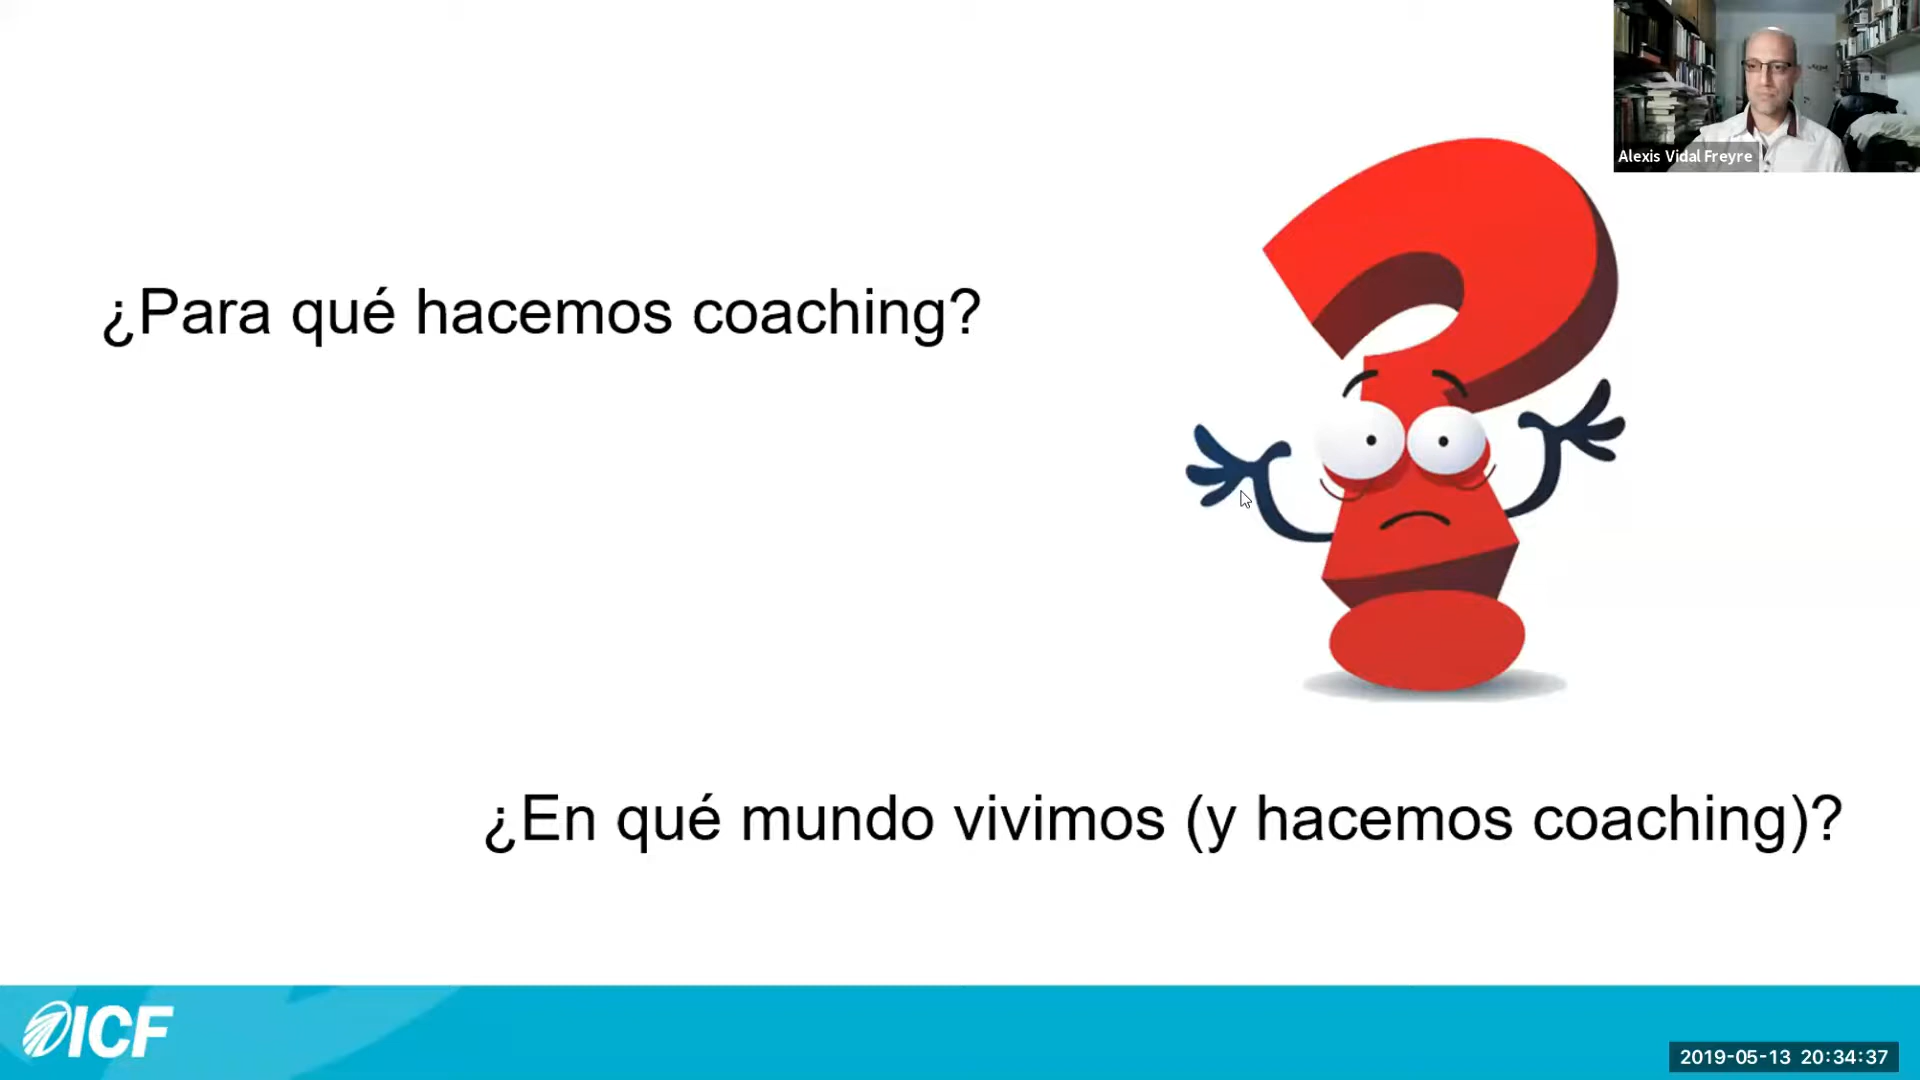 Alexis Vidal Freyre
¿Para qué hacemos coaching?
¿En qué mundo vivimos (y hacemos coaching)?
ICF
2019-05-13 20:34:37